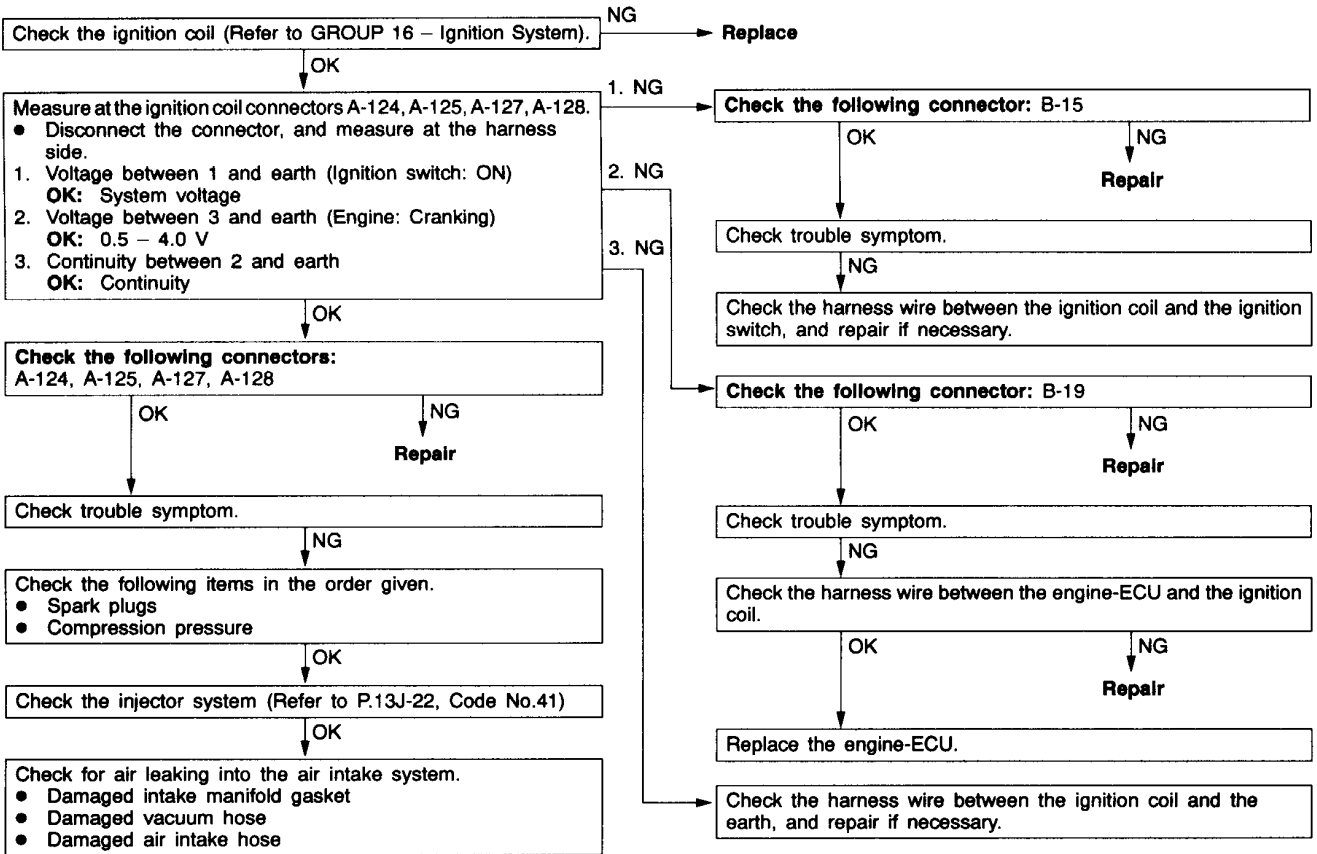 Check the ignition coil (Refer to GROUP 16 – Ignition System).
NG
Replace
OK
Measure at the ignition coil connectors A-124, A-125, A-127, A-128.
● Disconnect the connector, and measure at the harness
side.
1. Voltage between 1 and earth (Ignition switch: ON)
OK: System voltage
2. Voltage between 3 and earth (Engine: Cranking)
OK: 0.5 – 4.0 V
3. Continuity between 2 and earth
OK: Continuity
1. NG
2. NG
3. NG
OK
Check the following connectors:
A-124, A-125, A-127, A-128
OK
NG
Repair
Check trouble symptom.
NG
Check the following items in the order given.
● Spark plugs
● Compression pressure
OK
Check the injector system (Refer to P.13J-22, Code No.41)
OK
Check for air leaking into the air intake system.
● Damaged intake manifold gasket
● Damaged vacuum hose
● Damaged air intake hose
Check the following connector: B-15
OK
NG
Repair
Check trouble symptom.
NG
Check the harness wire between the ignition coil and the ignition
switch, and repair if necessary.
Check the following connector: B-19
OK
NG
Repair
Check trouble symptom.
NG
Check the harness wire between the engine-ECU and the ignition
coil.
OK
NG
Repair
Replace the engine-ECU.
Check the harness wire between the ignition coil and the
earth, and repair if necessary.